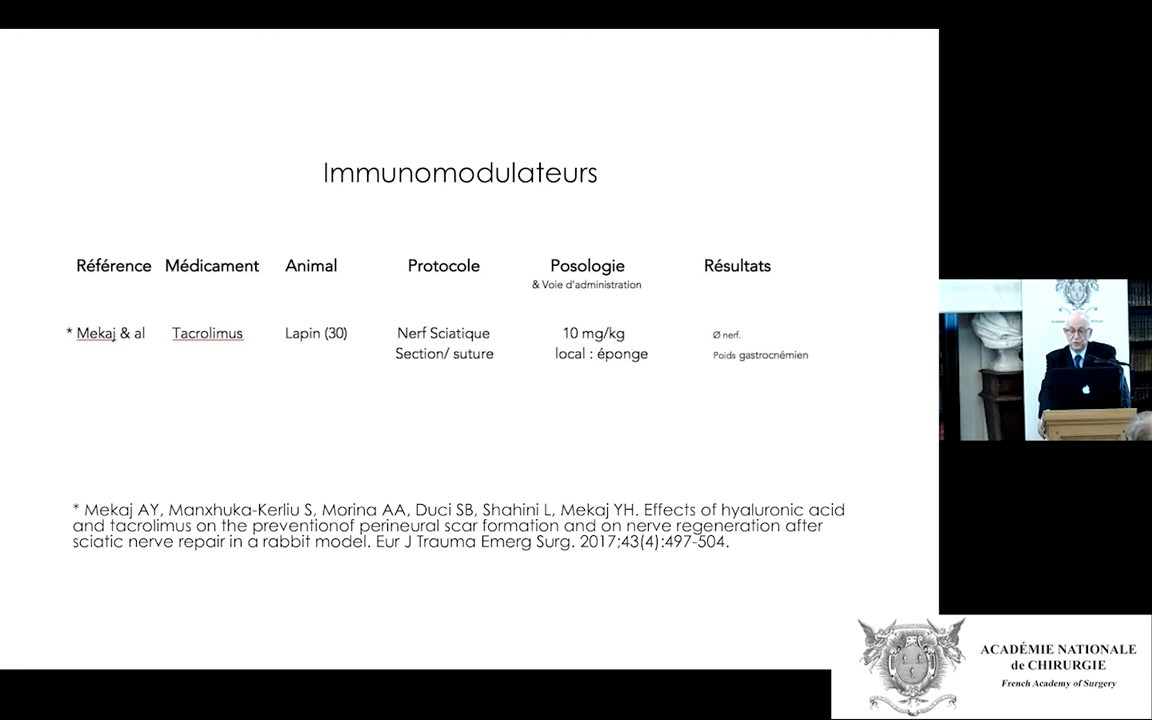 Immunomodulateurs
Référence Médicament Animal Protocole Posologie Résultats
& Voie d'administration
* Mekaj & al Tacrolimus Lapin (30) Nerf Sciatique 10 mg/kg Ø nerf.
Section/ suture local : éponge Poids gastrocnémien
* Mekaj AY, Manxhuka-Kerliu S, Morina AA, Duci SB, Shahini L, Mekaj YH. Effects of hyaluronic acid
and tacrolimus on the preventionof perineural scar formation and on nerve regeneration after
sciatic nerve repair in a rabbit model. Eur J Trauma Emerg Surg. 2017;43(4):497-504.
ACADÉMIE NATIONALE
de CHIRURGIE
French Academy of Surgery